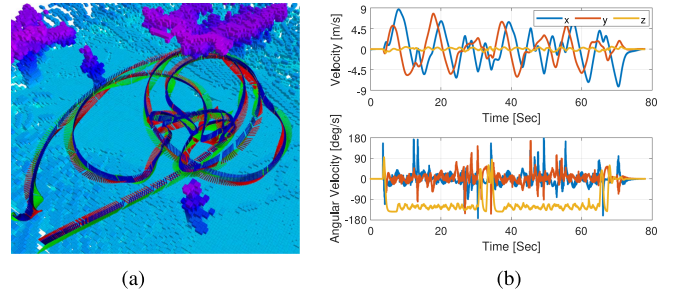 9
4.5
0
-4.5
-9
Velocity [m/s]
x y z
0 20 40 60 80
Time [Sec]
180
90
0
-90
-180
Angular Velocity [deg/s]
0 20 40 60 80
Time [Sec]
(a) (b)